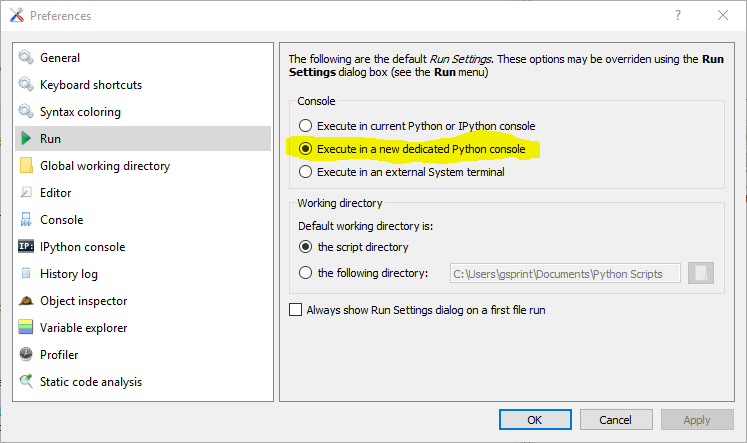 Preferences
?
General
Keyboard shortcuts
Syntax coloring
Run
Global working directory
Editor
Console
IP: IPython console
History log
Object inspector
Variable explorer
Profiler
Static code analysis
The following are the default Run Settings. These options may be overriden using the Run
Settings dialog box (see the Run menu)
Console
Execute in current Python or IPython console
Execute in a new dedicated Python console
Execute in an external System terminal
Working directory
Default working directory is:
the script directory
the following directory: C:\Users\gsprint\Documents\Python Scripts
Always show Run Settings dialog on a first file run
OK Cancel Apply